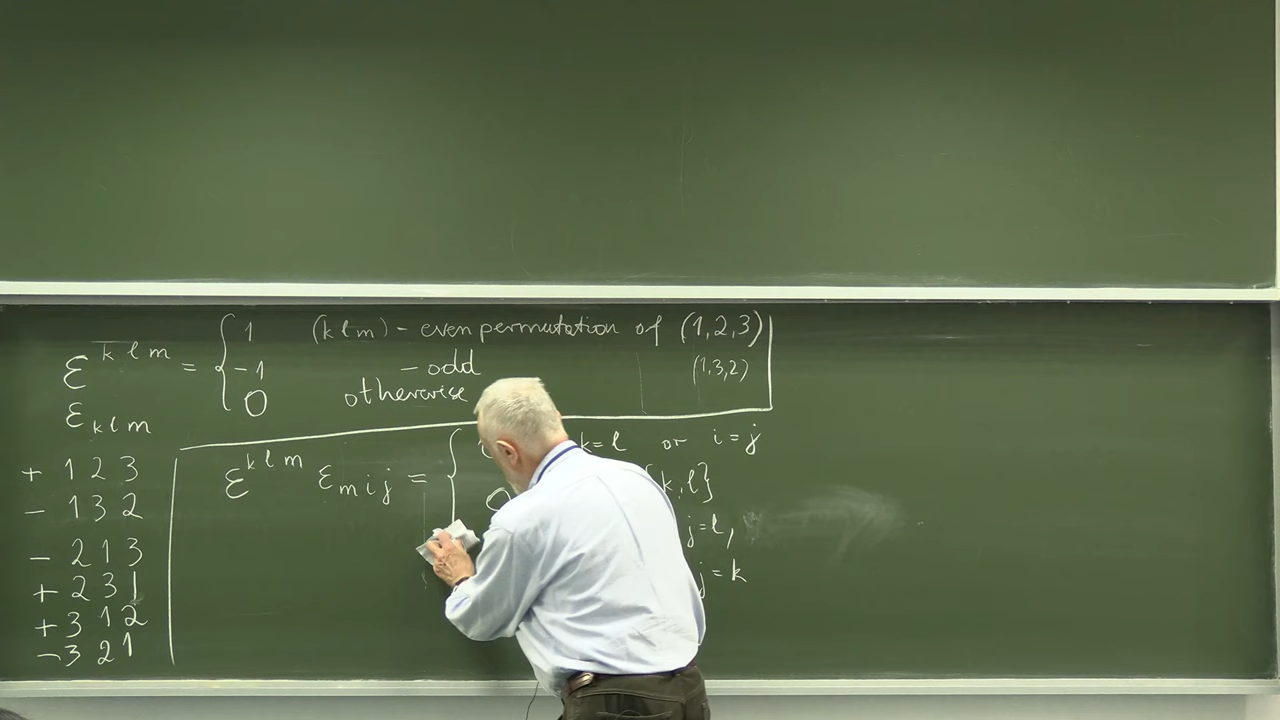 ε^{klm} = { 1 (klm) – even permutation of (1,2,3)
-1 – odd (1,3,2)
0 otherwise
ε_{klm}
+ 1 2 3
- 1 3 2
- 2 1 3
+ 2 3 1
+ 3 1 2
- 3 2 1
ε^{klm} ε_{mij} = {
k=l or i=j
0 k,l}
j=l,
j=k